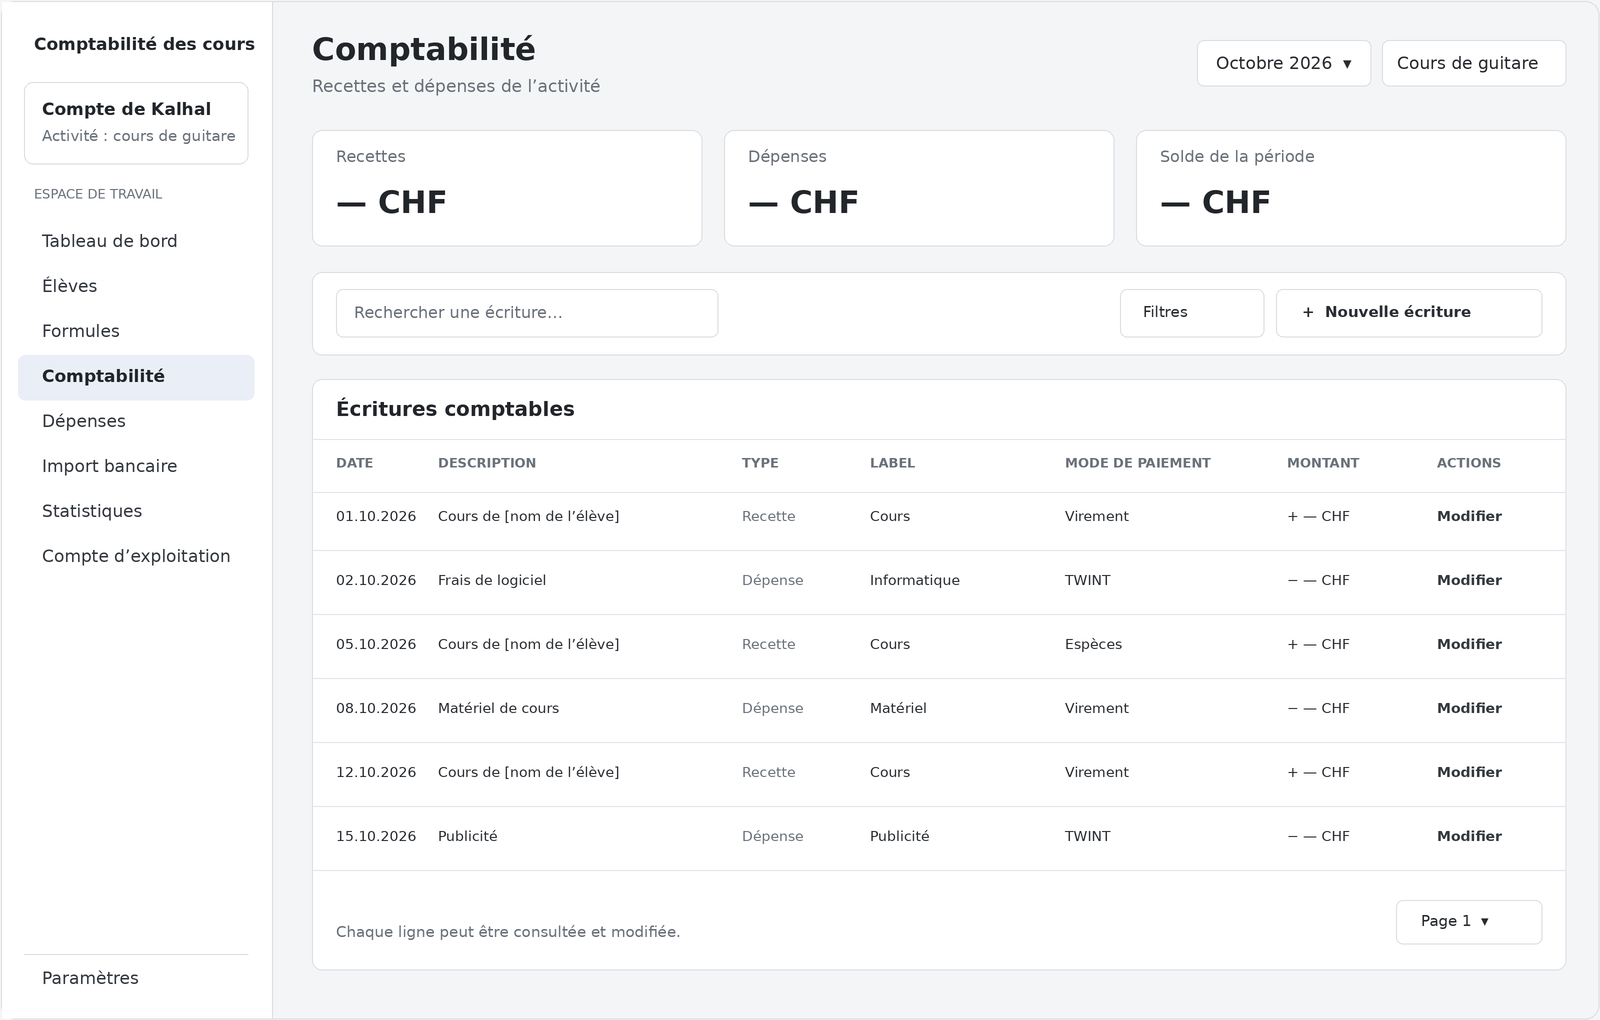 Comptabilité des cours
Compte de Kalhal
Activité : cours de guitare
ESPACE DE TRAVAIL
Tableau de bord
Élèves
Formules
Comptabilité
Dépenses
Import bancaire
Statistiques
Compte d’exploitation
Paramètres
Comptabilité
Recettes et dépenses de l’activité
Octobre 2026 ▾
Cours de guitare
Recettes
— CHF
Dépenses
— CHF
Solde de la période
— CHF
Rechercher une écriture…
Filtres
+ Nouvelle écriture
Écritures comptables
DATE DESCRIPTION TYPE LABEL MODE DE PAIEMENT MONTANT ACTIONS
01.10.2026 Cours de [nom de l’élève] Recette Cours Virement + — CHF Modifier
02.10.2026 Frais de logiciel Dépense Informatique TWINT − — CHF Modifier
05.10.2026 Cours de [nom de l’élève] Recette Cours Espèces + — CHF Modifier
08.10.2026 Matériel de cours Dépense Matériel Virement − — CHF Modifier
12.10.2026 Cours de [nom de l’élève] Recette Cours Virement + — CHF Modifier
15.10.2026 Publicité Dépense Publicité TWINT − — CHF Modifier
Chaque ligne peut être consultée et modifiée.
Page 1 ▾